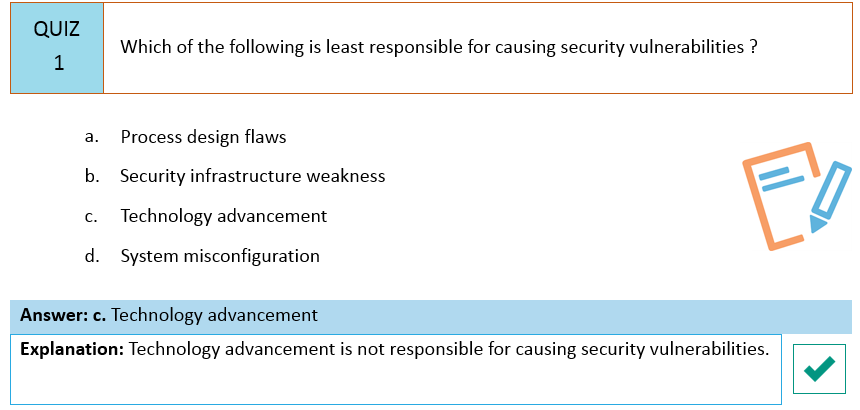 QUIZ
1
Which of the following is least responsible for causing security vulnerabilities ?
a. Process design flaws
b. Security infrastructure weakness
c. Technology advancement
d. System misconfiguration
Answer: c. Technology advancement
Explanation: Technology advancement is not responsible for causing security vulnerabilities.